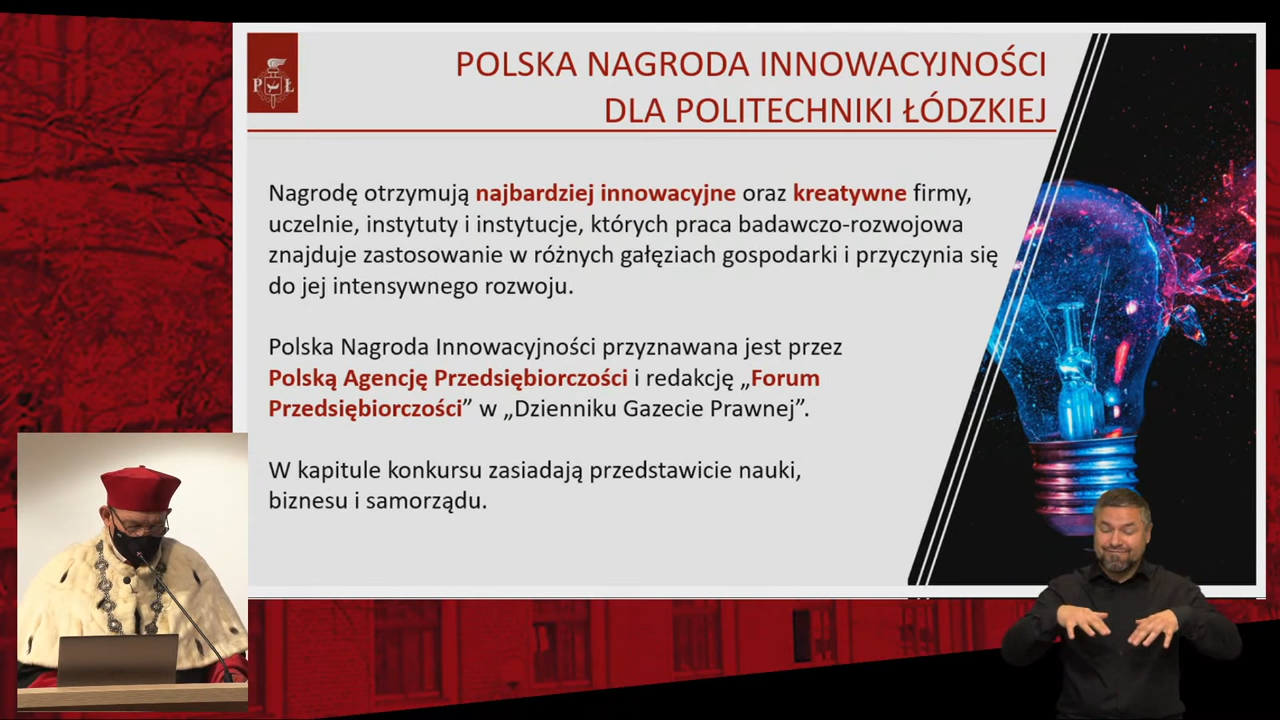 P Ł
POLSKA NAGRODA INNOWACYJNOŚCI
DLA POLITECHNIKI ŁÓDZKIEJ
Nagrodę otrzymują najbardziej innowacyjne oraz kreatywne firmy,
uczelnie, instytuty i instytucje, których praca badawczo-rozwojowa
znajduje zastosowanie w różnych gałęziach gospodarki i przyczynia się
do jej intensywnego rozwoju.
Polska Nagroda Innowacyjności przyznawana jest przez
Polską Agencję Przedsiębiorczości i redakcję „Forum
Przedsiębiorczości” w „Dzienniku Gazecie Prawnej”.
W kapitule konkursu zasiadają przedstawicie nauki,
biznesu i samorządu.